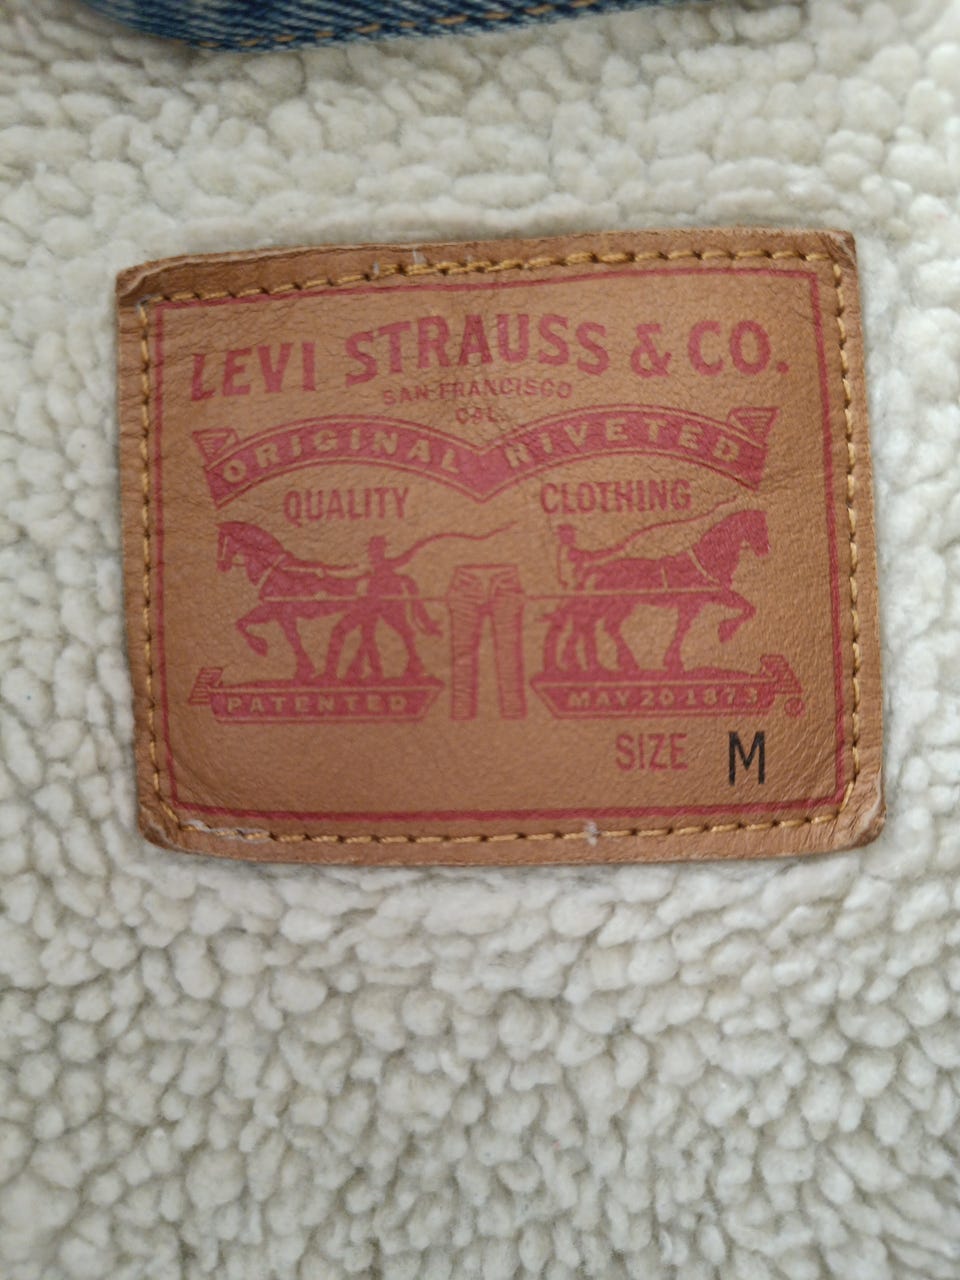 LEVI STRAUSS & CO.
SAN FRANCISCO
CAL.
ORIGINAL RIVETED
QUALITY CLOTHING
PATENTED MAY 20 1873
SIZE M